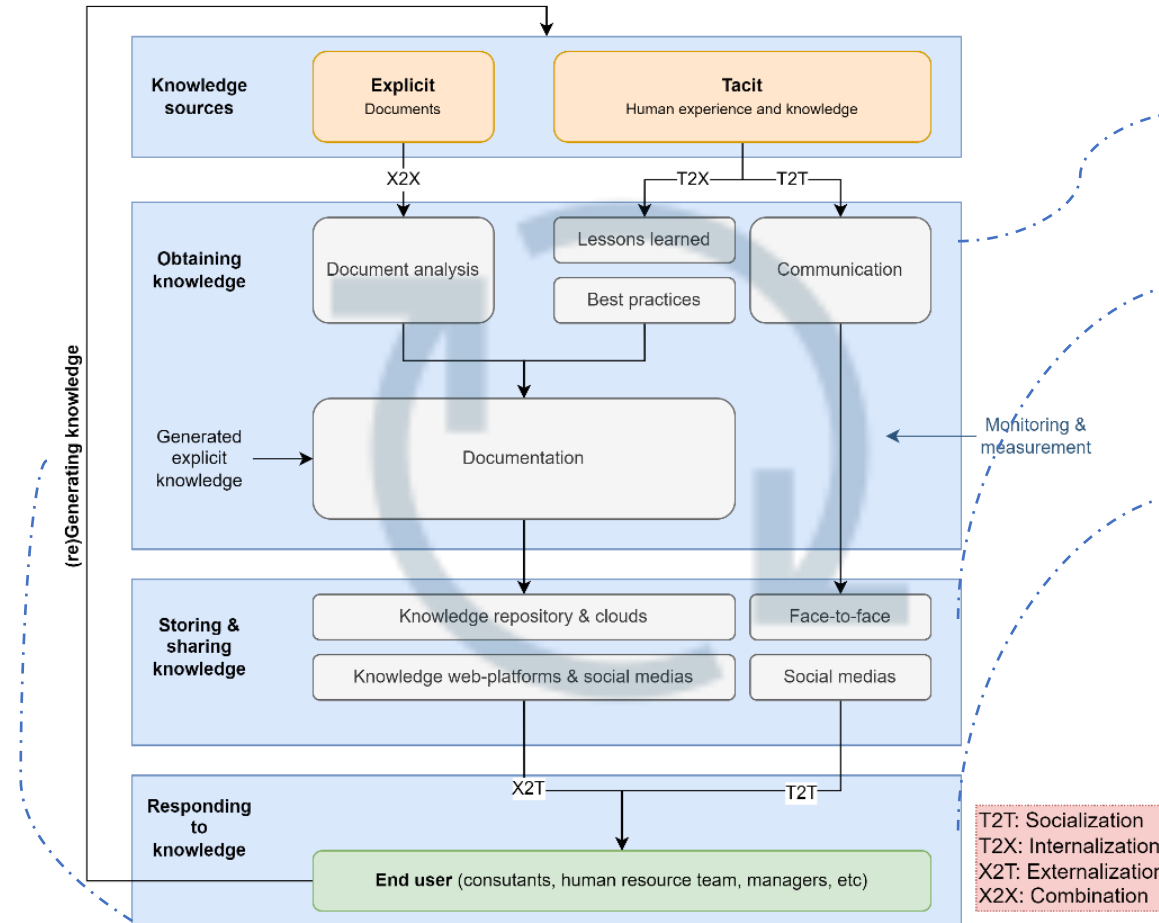 Knowledge
sources
Explicit
Documents
Tacit
Human experience and knowledge
X2X
T2X
T2T
Obtaining
knowledge
Document analysis
Lessons learned
Best practices
Communication
(re)Generating knowledge
Generated
explicit
knowledge
Documentation
Monitoring &
measurement
Storing &
sharing
knowledge
Knowledge repository & clouds
Face-to-face
Knowledge web-platforms & social medias
Social medias
X2T
T2T
Responding
to
knowledge
End user (consutants, human resource team, managers, etc)
T2T: Socialization
T2X: Internalization
X2T: Externalization
X2X: Combination